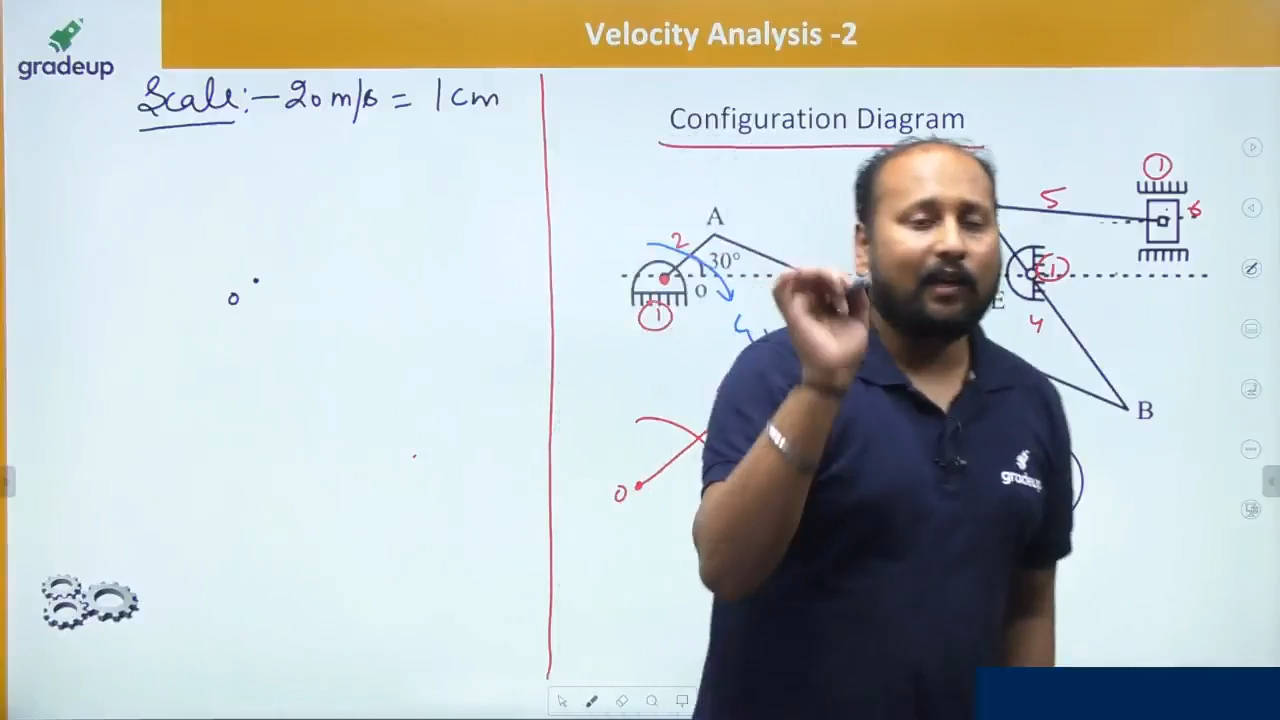 Velocity Analysis -2
gradeup
Scale:- 20 m/s = 1 cm
Configuration Diagram
1
5
6
A
2
30°
O
1
1
E
4
B
o
O
gradeup